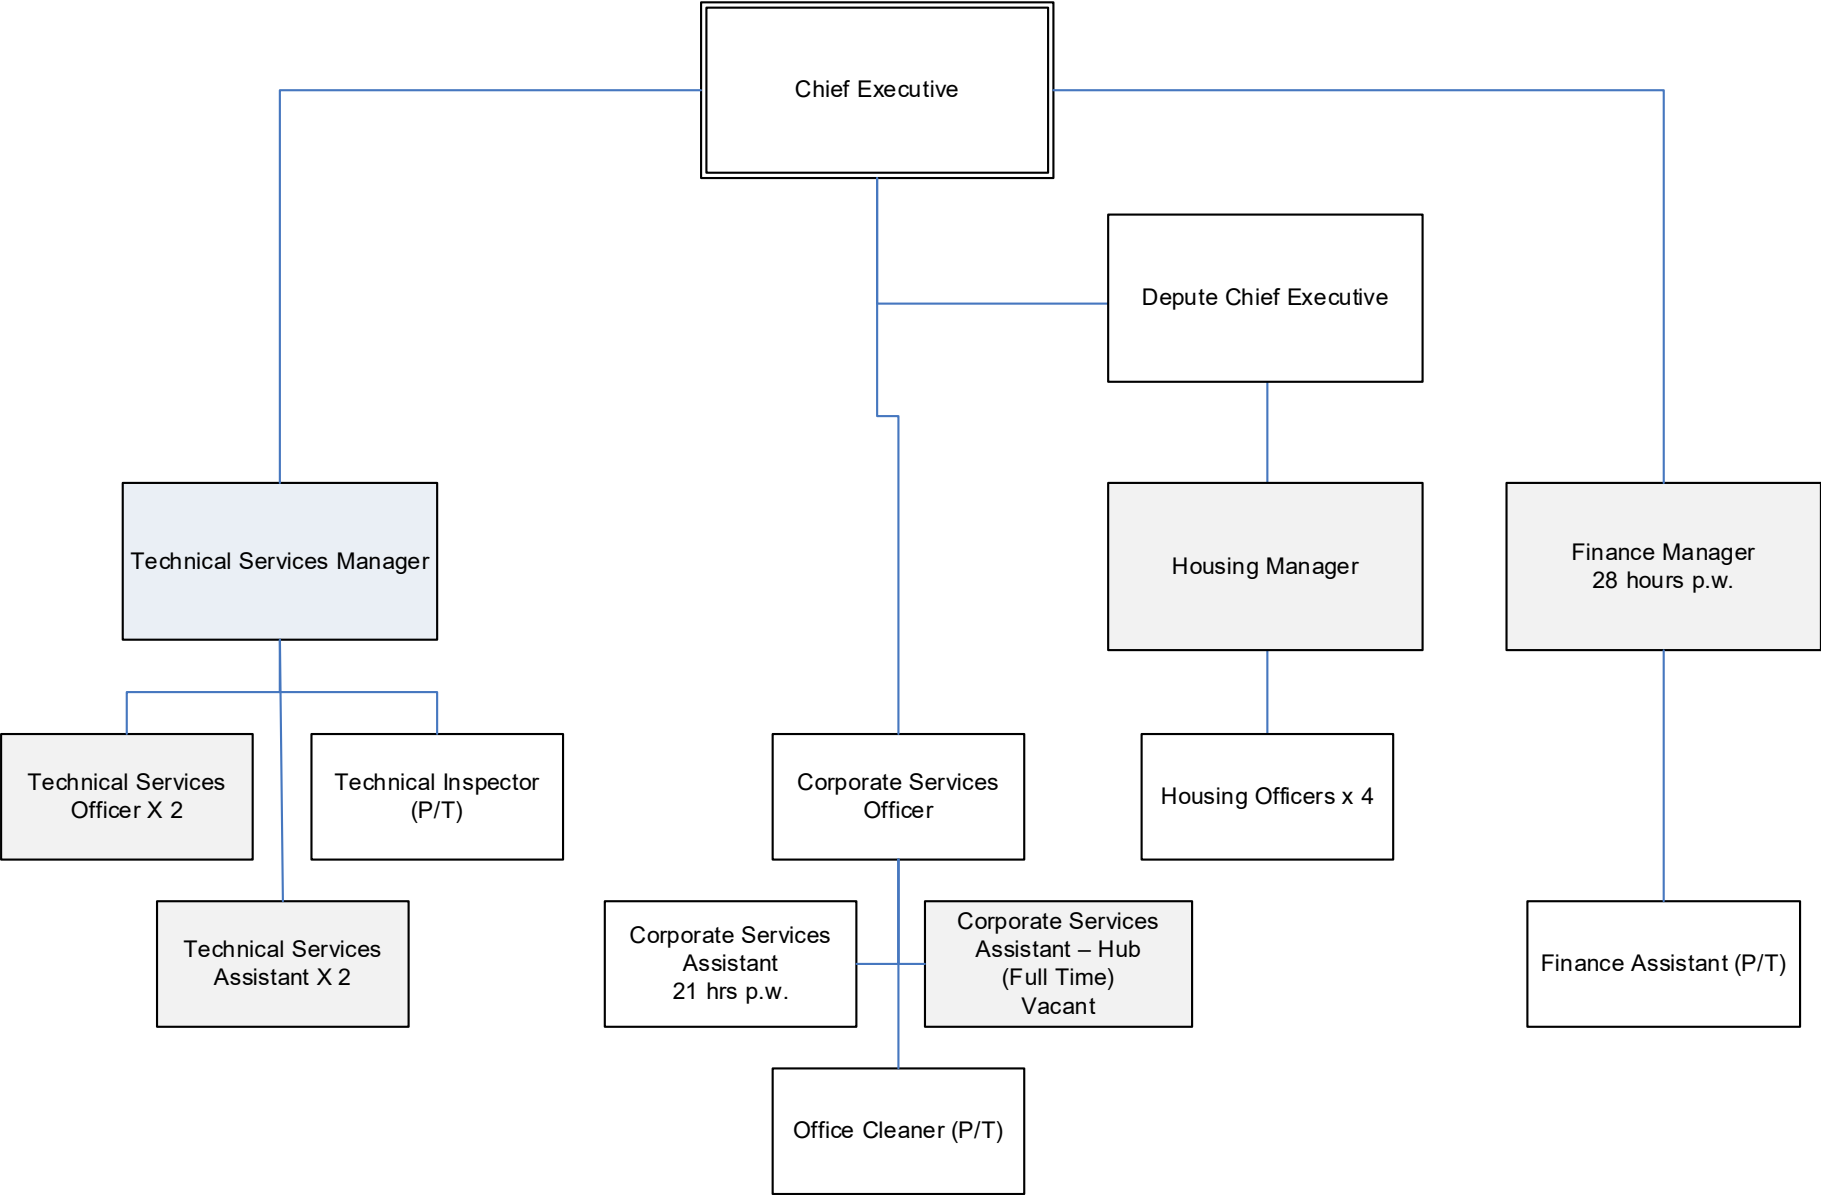 Chief Executive
Depute Chief Executive
Technical Services Manager
Housing Manager
Finance Manager
28 hours p.w.
Technical Services
Officer X 2
Technical Inspector
(P/T)
Corporate Services
Officer
Housing Officers x 4
Technical Services
Assistant X 2
Corporate Services
Assistant
21 hrs p.w.
Corporate Services
Assistant – Hub
(Full Time)
Vacant
Finance Assistant (P/T)
Office Cleaner (P/T)